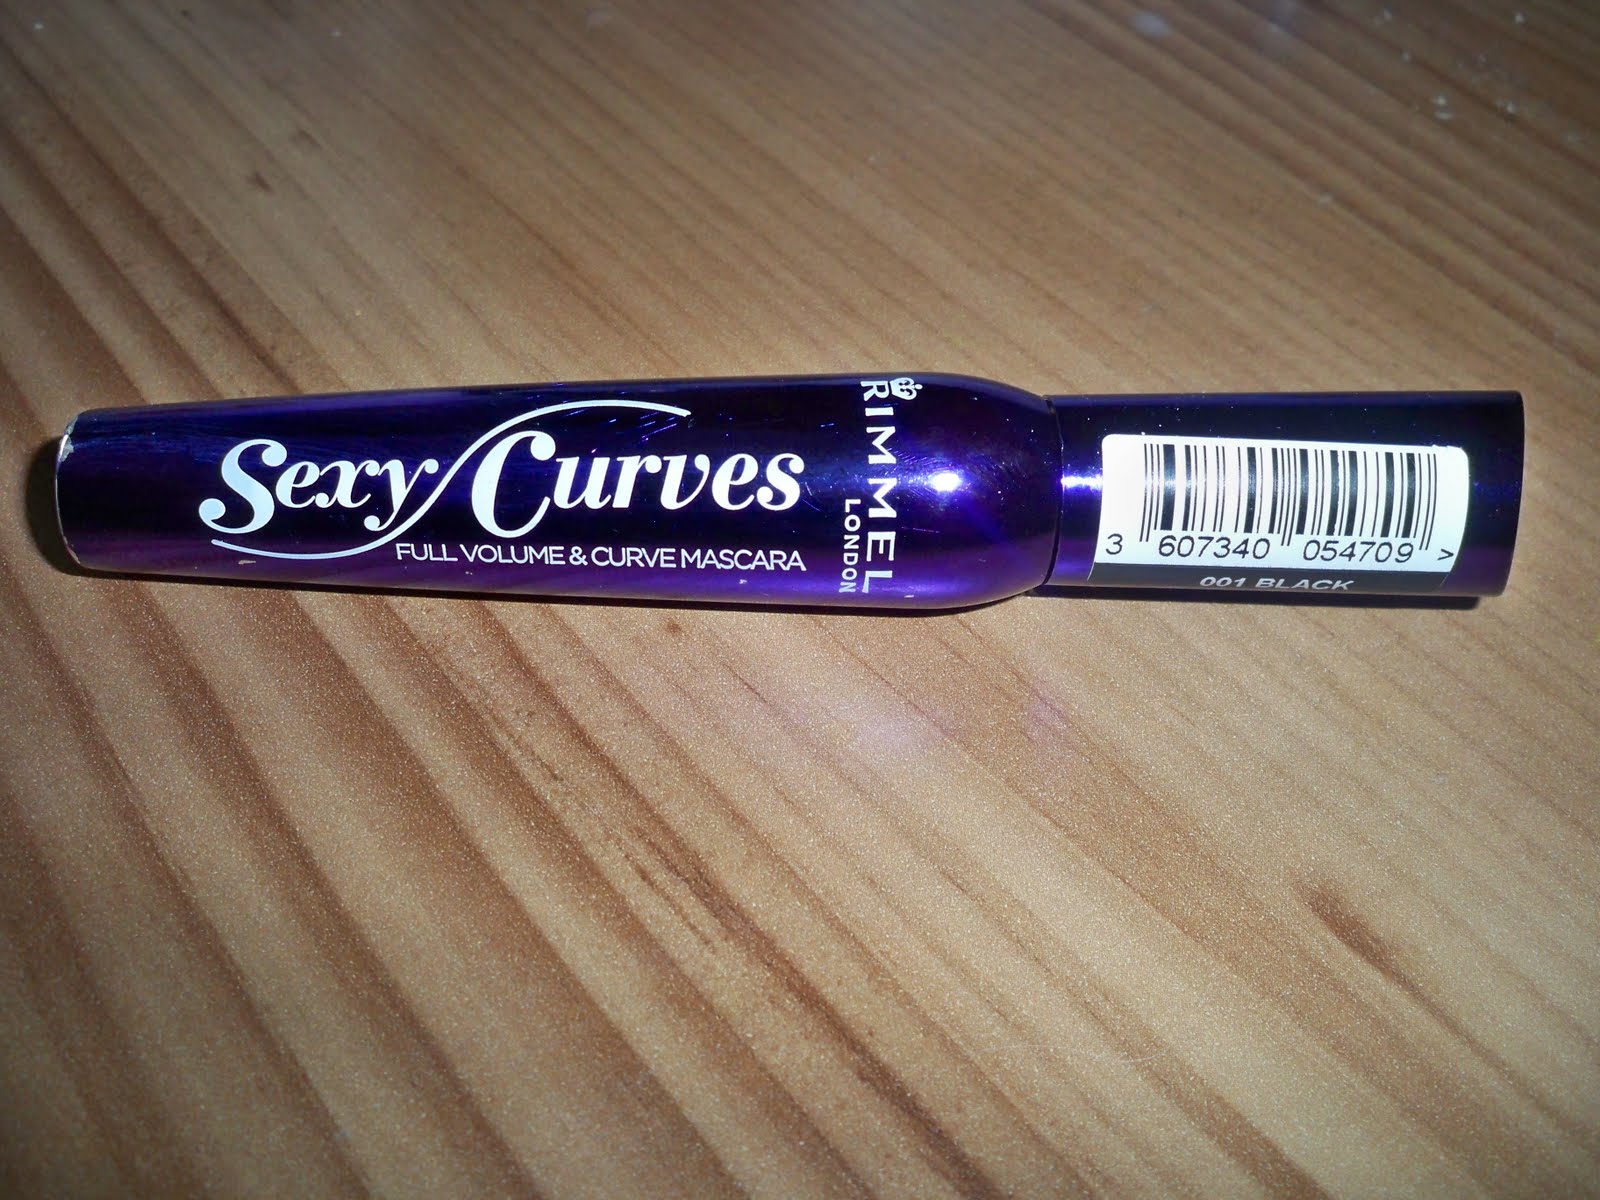 Sexy Curves
FULL VOLUME & CURVE MASCARA
RIMMEL
LONDON
3 607340 054709 >
001 BLACK